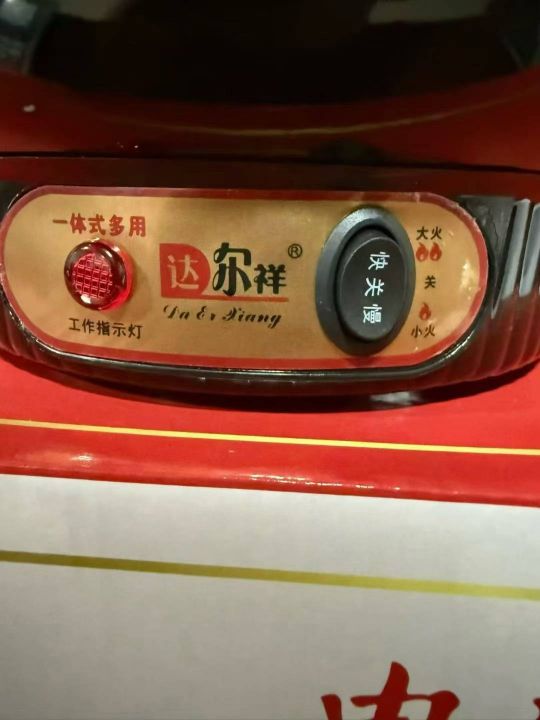 一体式多用
工作指示灯
达尔祥®
Da Er Xiang
快关慢
大火
关
小火